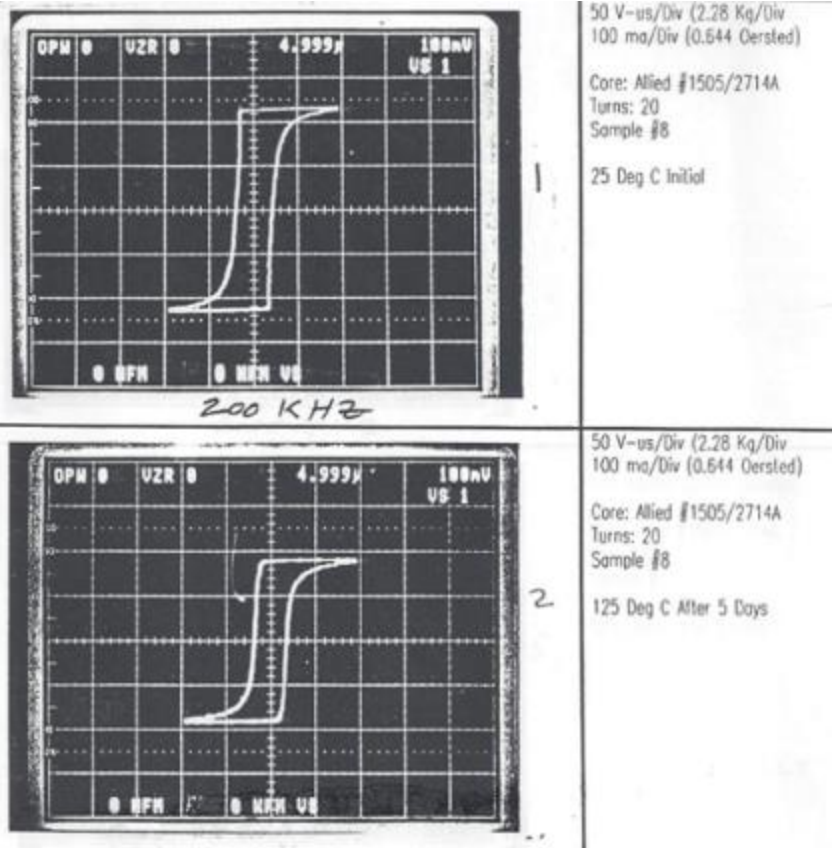 50 V-us/Div (2.28 Kg/Div
100 ma/Div (0.644 Oersted)
OPW 0 VZR 0 4.999µ 100mV
VS 1
Core: Allied #1505/2714A
Turns: 20
Sample #8
25 Deg C Initial
1
0 WFM 0 WFM VS
200 KHZ
50 V-us/Div (2.28 Kg/Div
100 ma/Div (0.644 Oersted)
OPW 0 VZR 0 4.999µ 100mV
VS 1
Core: Allied #1505/2714A
Turns: 20
Sample #8
2
125 Deg C After 5 Days
0 WFM 0 WFM VS